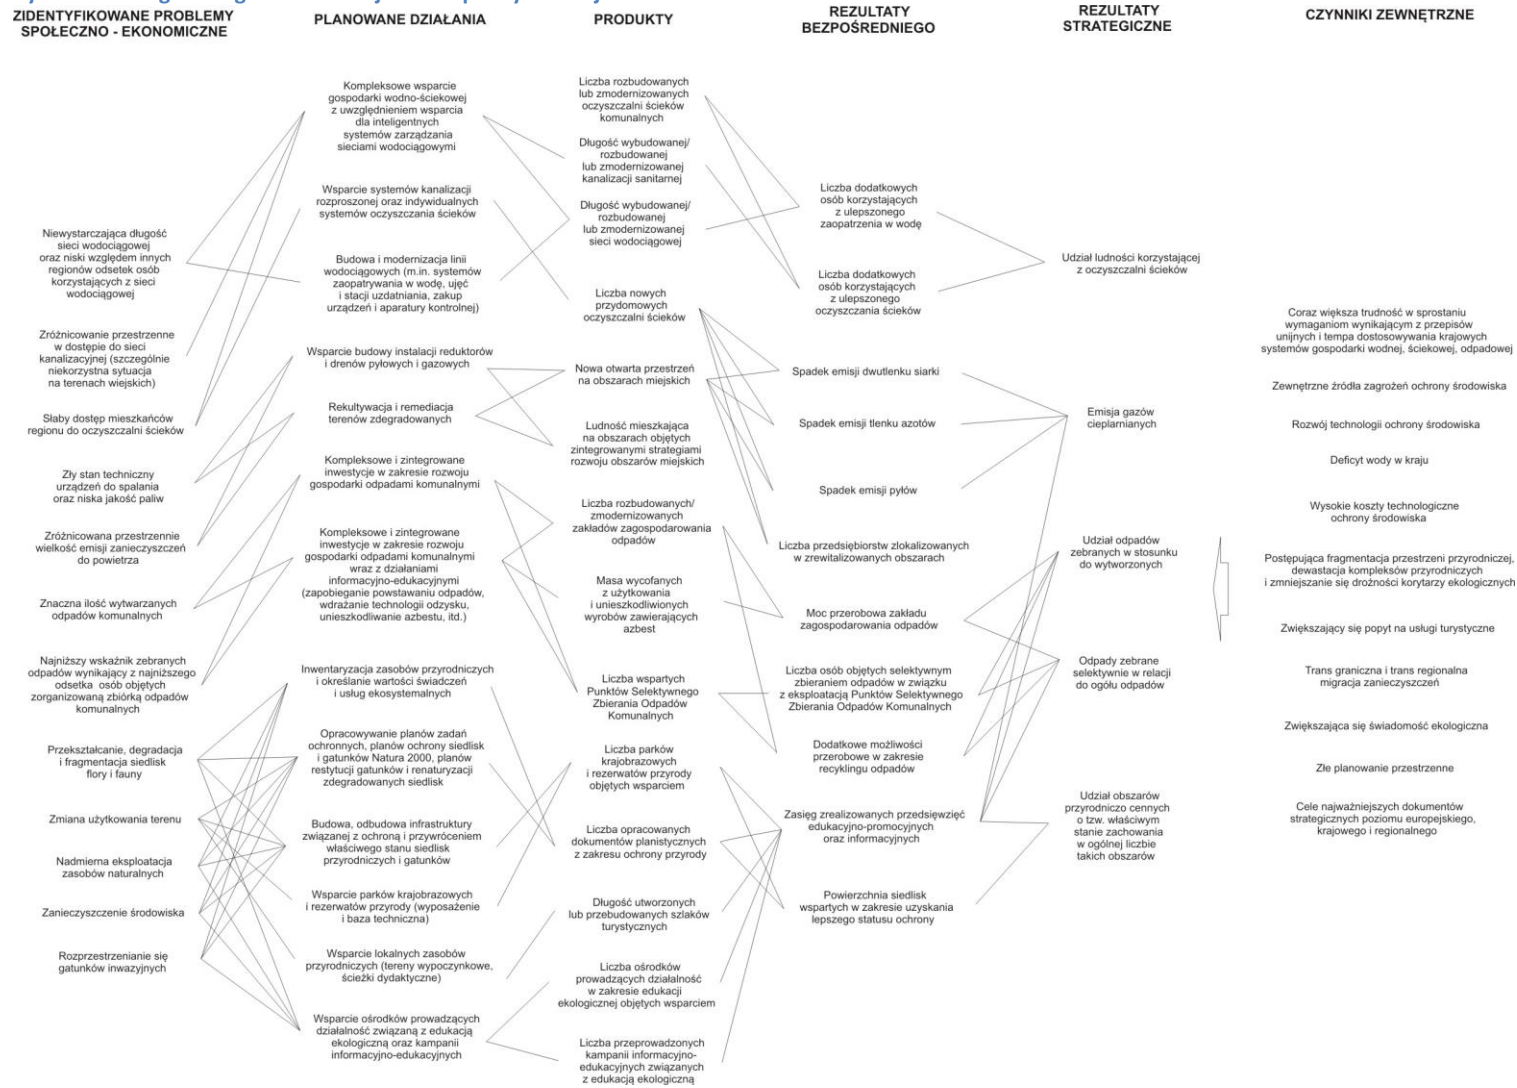 ZIDENTYFIKOWANE PROBLEMY
SPOŁECZNO - EKONOMICZNE
Niewystarczająca długość
sieci wodociągowej
oraz niski względem innych
regionów odsetek osób
korzystających z sieci
wodociągowej
Zróżnicowanie przestrzenne
w dostępie do sieci
kanalizacyjnej (szczególnie
niekorzystna sytuacja
na terenach wiejskich)
Słaby dostęp mieszkańców
regionu do oczyszczalni ścieków
Zły stan techniczny
urządzeń do spalania
oraz niska jakość paliw
Zróżnicowana przestrzennie
wielkość emisji zanieczyszczeń
do powietrza
Znaczna ilość wytwarzanych
odpadów komunalnych
Najniższy wskaźnik zebranych
odpadów wynikający z najniższego
odsetka osób objętych
zorganizowaną zbiórką odpadów
komunalnych
Przekształcanie, degradacja
i fragmentacja siedlisk
flory i fauny
Zmiana użytkowania terenu
Nadmierna eksploatacja
zasobów naturalnych
Zanieczyszczenie środowiska
Rozprzestrzenianie się
gatunków inwazyjnych
PLANOWANE DZIAŁANIA
Kompleksowe wsparcie
gospodarki wodno-ściekowej
z uwzględnieniem wsparcia
dla inteligentnych
systemów zarządzania
sieciami wodociągowymi
Wsparcie systemów kanalizacji
rozproszonej oraz indywidualnych
systemów oczyszczania ścieków
Budowa i modernizacja linii
wodociągowych (m.in. systemów
zaopatrywania w wodę, ujęć
i stacji uzdatniania, zakup
urządzeń i aparatury kontrolnej)
Wsparcie budowy instalacji reduktorów
i drenów pyłowych i gazowych
Rekultywacja i remediacja
terenów zdegradowanych
Kompleksowe i zintegrowane
inwestycje w zakresie rozwoju
gospodarki odpadami komunalnymi
Kompleksowe i zintegrowane
inwestycje w zakresie rozwoju
gospodarki odpadami komunalnymi
wraz z działaniami
informacyjno-edukacyjnymi
(zapobieganie powstawaniu odpadów,
wdrażanie technologii odzysku,
unieszkodliwianie azbestu, itd.)
Inwentaryzacja zasobów przyrodniczych
i określanie wartości świadczeń
i usług ekosystemalnych
Opracowywanie planów zadań
ochronnych, planów ochrony siedlisk
i gatunków Natura 2000, planów
restytucji gatunków i renaturyzacji
zdegradowanych siedlisk
Budowa, odbudowa infrastruktury
związanej z ochroną i przywróceniem
właściwego stanu siedlisk
przyrodniczych i gatunków
Wsparcie parków krajobrazowych
i rezerwatów przyrody (wyposażenie
i baza techniczna)
Wsparcie lokalnych zasobów
przyrodniczych (tereny wypoczynkowe,
ścieżki dydaktyczne)
Wsparcie ośrodków prowadzących
działalność związaną z edukacją
ekologiczną oraz kampanii
informacyjno-edukacyjnych
PRODUKTY
Liczba rozbudowanych
lub zmodernizowanych
oczyszczalni ścieków
komunalnych
Długość wybudowanej/
rozbudowanej
lub zmodernizowanej
kanalizacji sanitarnej
Długość wybudowanej/
rozbudowanej
lub zmodernizowanej
sieci wodociągowej
Liczba nowych
przydomowych
oczyszczalni ścieków
Nowa otwarta przestrzeń
na obszarach miejskich
Ludność mieszkająca
na obszarach objętych
zintegrowanymi strategiami
rozwoju obszarów miejskich
Liczba rozbudowanych/
zmodernizowanych
zakładów zagospodarowania
odpadów
Masa wycofanych
z użytkowania
i unieszkodliwionych
wyrobów zawierających
azbest
Liczba wspartych
Punktów Selektywnego
Zbierania Odpadów
Komunalnych
Liczba parków
krajobrazowych
i rezerwatów przyrody
objętych wsparciem
Liczba opracowanych
dokumentów planistycznych
z zakresu ochrony przyrody
Długość utworzonych
lub przebudowanych szlaków
turystycznych
Liczba ośrodków
prowadzących działalność
w zakresie edukacji
ekologicznej objętych wsparciem
Liczba przeprowadzonych
kampanii informacyjno-
edukacyjnych związanych
z edukacją ekologiczną
REZULTATY
BEZPOŚREDNIEGO
Liczba dodatkowych
osób korzystających
z ulepszonego
zaopatrzenia w wodę
Liczba dodatkowych
osób korzystających
z ulepszonego
oczyszczania ścieków
Spadek emisji dwutlenku siarki
Spadek emisji tlenku azotów
Spadek emisji pyłów
Liczba przedsiębiorstw zlokalizowanych
w zrewitalizowanych obszarach
Moc przerobowa zakładu
zagospodarowania odpadów
Liczba osób objętych selektywnym
zbieraniem odpadów w związku
z eksploatacją Punktów Selektywnego
Zbierania Odpadów Komunalnych
Dodatkowe możliwości
przerobowe w zakresie
recyklingu odpadów
Zasięg zrealizowanych przedsięwzięć
edukacyjno-promocyjnych
oraz informacyjnych
Powierzchnia siedlisk
wspartych w zakresie uzyskania
lepszego statusu ochrony
REZULTATY
STRATEGICZNE
Udział ludności korzystającej
z oczyszczalni ścieków
Emisja gazów
cieplarnianych
Udział odpadów
zebranych w stosunku
do wytworzonych
Odpady zebrane
selektywnie w relacji
do ogółu odpadów
Udział obszarów
przyrodniczo cennych
o tzw. właściwym
stanie zachowania
w ogólnej liczbie
takich obszarów
CZYNNIKI ZEWNĘTRZNE
Coraz większa trudność w sprostaniu
wymaganiom wynikającym z przepisów
unijnych i tempa dostosowywania krajowych
systemów gospodarki wodnej, ściekowej, odpadowej
Zewnętrzne źródła zagrożeń ochrony środowiska
Rozwój technologii ochrony środowiska
Deficyt wody w kraju
Wysokie koszty technologiczne
ochrony środowiska
Postępująca fragmentacja przestrzeni przyrodniczej,
dewastacja kompleksów przyrodniczych
i zmniejszanie się drożności korytarzy ekologicznych
Zwiększający się popyt na usługi turystyczne
Trans graniczna i trans regionalna
migracja zanieczyszczeń
Zwiększająca się świadomość ekologiczna
Złe planowanie przestrzenne
Cele najważniejszych dokumentów
strategicznych poziomu europejskiego,
krajowego i regionalnego